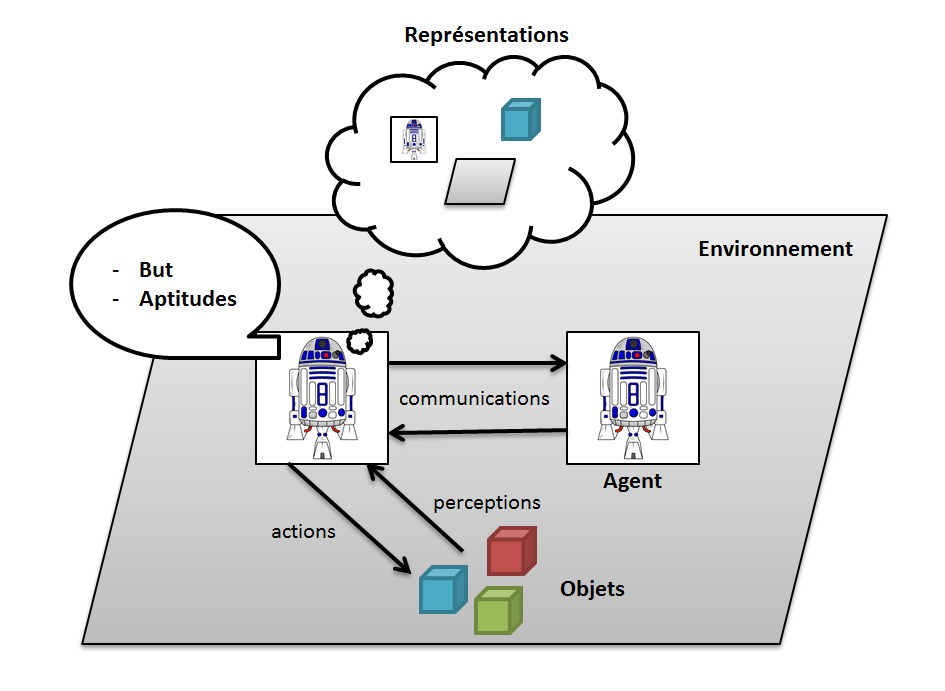 Représentations
Environnement
- But
- Aptitudes
communications
Agent
perceptions
actions
Objets